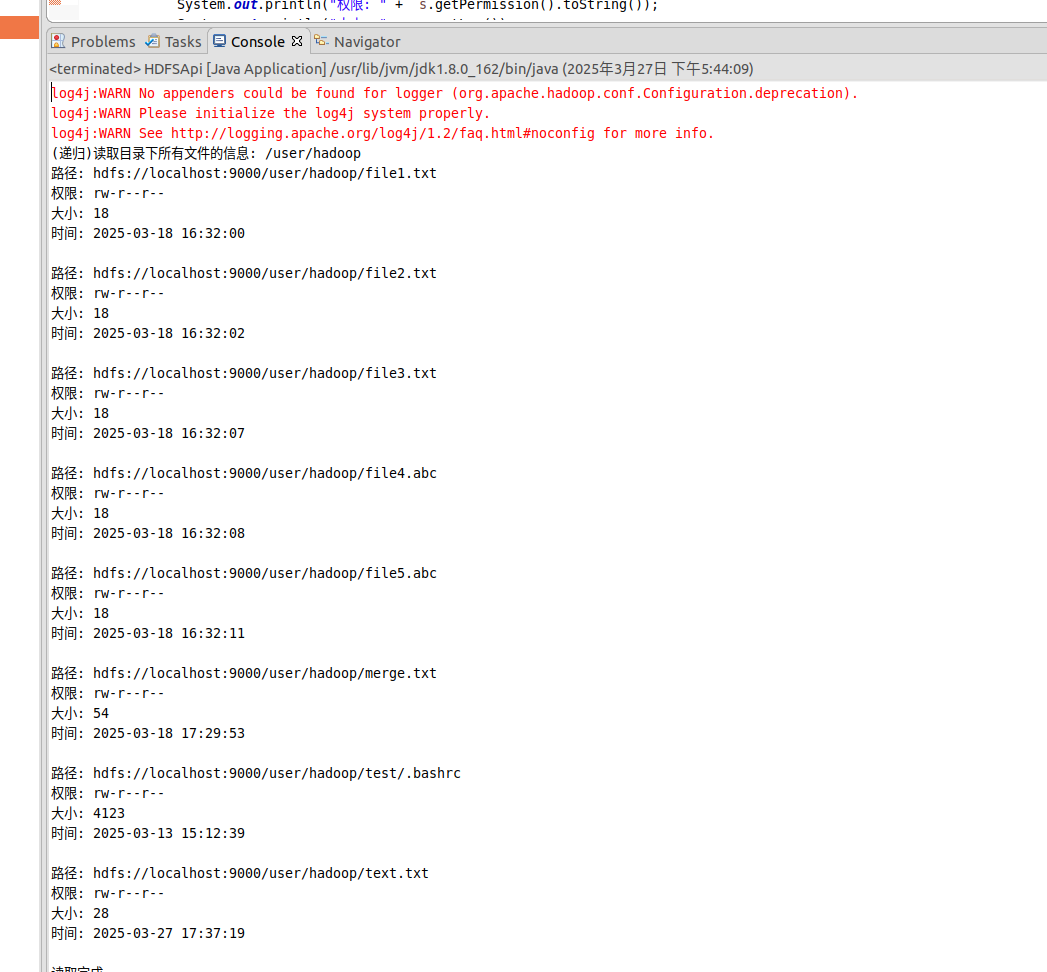 System.out.println("权限: " +  s.getPermission().toString());
Problems Tasks Console Navigator
<terminated> HDFSApi [Java Application] /usr/lib/jvm/jdk1.8.0_162/bin/java (2025年3月27日 下午5:44:09)
log4j:WARN No appenders could be found for logger (org.apache.hadoop.conf.Configuration.deprecation).
log4j:WARN Please initialize the log4j system properly.
log4j:WARN See http://logging.apache.org/log4j/1.2/faq.html#noconfig for more info.
(递归)读取目录下所有文件的信息: /user/hadoop
路径: hdfs://localhost:9000/user/hadoop/file1.txt
权限: rw-r--r--
大小: 18
时间: 2025-03-18 16:32:00
路径: hdfs://localhost:9000/user/hadoop/file2.txt
权限: rw-r--r--
大小: 18
时间: 2025-03-18 16:32:02
路径: hdfs://localhost:9000/user/hadoop/file3.txt
权限: rw-r--r--
大小: 18
时间: 2025-03-18 16:32:07
路径: hdfs://localhost:9000/user/hadoop/file4.abc
权限: rw-r--r--
大小: 18
时间: 2025-03-18 16:32:08
路径: hdfs://localhost:9000/user/hadoop/file5.abc
权限: rw-r--r--
大小: 18
时间: 2025-03-18 16:32:11
路径: hdfs://localhost:9000/user/hadoop/merge.txt
权限: rw-r--r--
大小: 54
时间: 2025-03-18 17:29:53
路径: hdfs://localhost:9000/user/hadoop/test/.bashrc
权限: rw-r--r--
大小: 4123
时间: 2025-03-13 15:12:39
路径: hdfs://localhost:9000/user/hadoop/text.txt
权限: rw-r--r--
大小: 28
时间: 2025-03-27 17:37:19
读取完成